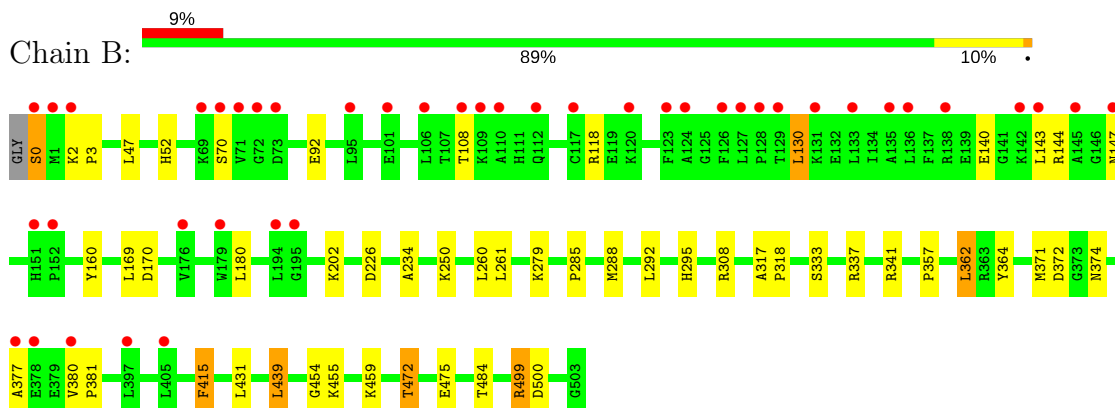 9%
Chain B:
89% 10% •
GLY S0 M1 K2 P3 L47 H52 K69 S70 V71 G72 D73 E92 L95 E101 L106 T107 T108 K109 A110 H111 Q112 C117 R118 E119 K120 F123 A124 G125 F126 L127 P128 T129 L130 K131 E132 L133 I134 A135 L136 F137 R138 E139 E140 G141 K142 L143 R144 A145 G146 N147
H151 P152 Y160 L169 D170 V176 W179 L180 L194 G195 K202 D226 A234 K250 L260 L261 K279 P285 M288 L292 H295 R308 A317 P318 S333 R337 R341 P357 L362 R363 Y364 M371 D372 G373 N374
A377 E378 E379 V380 P381 L397 L405 F415 L431 L439 G454 K455 K459 T472 E475 T484 R499 D500 G503